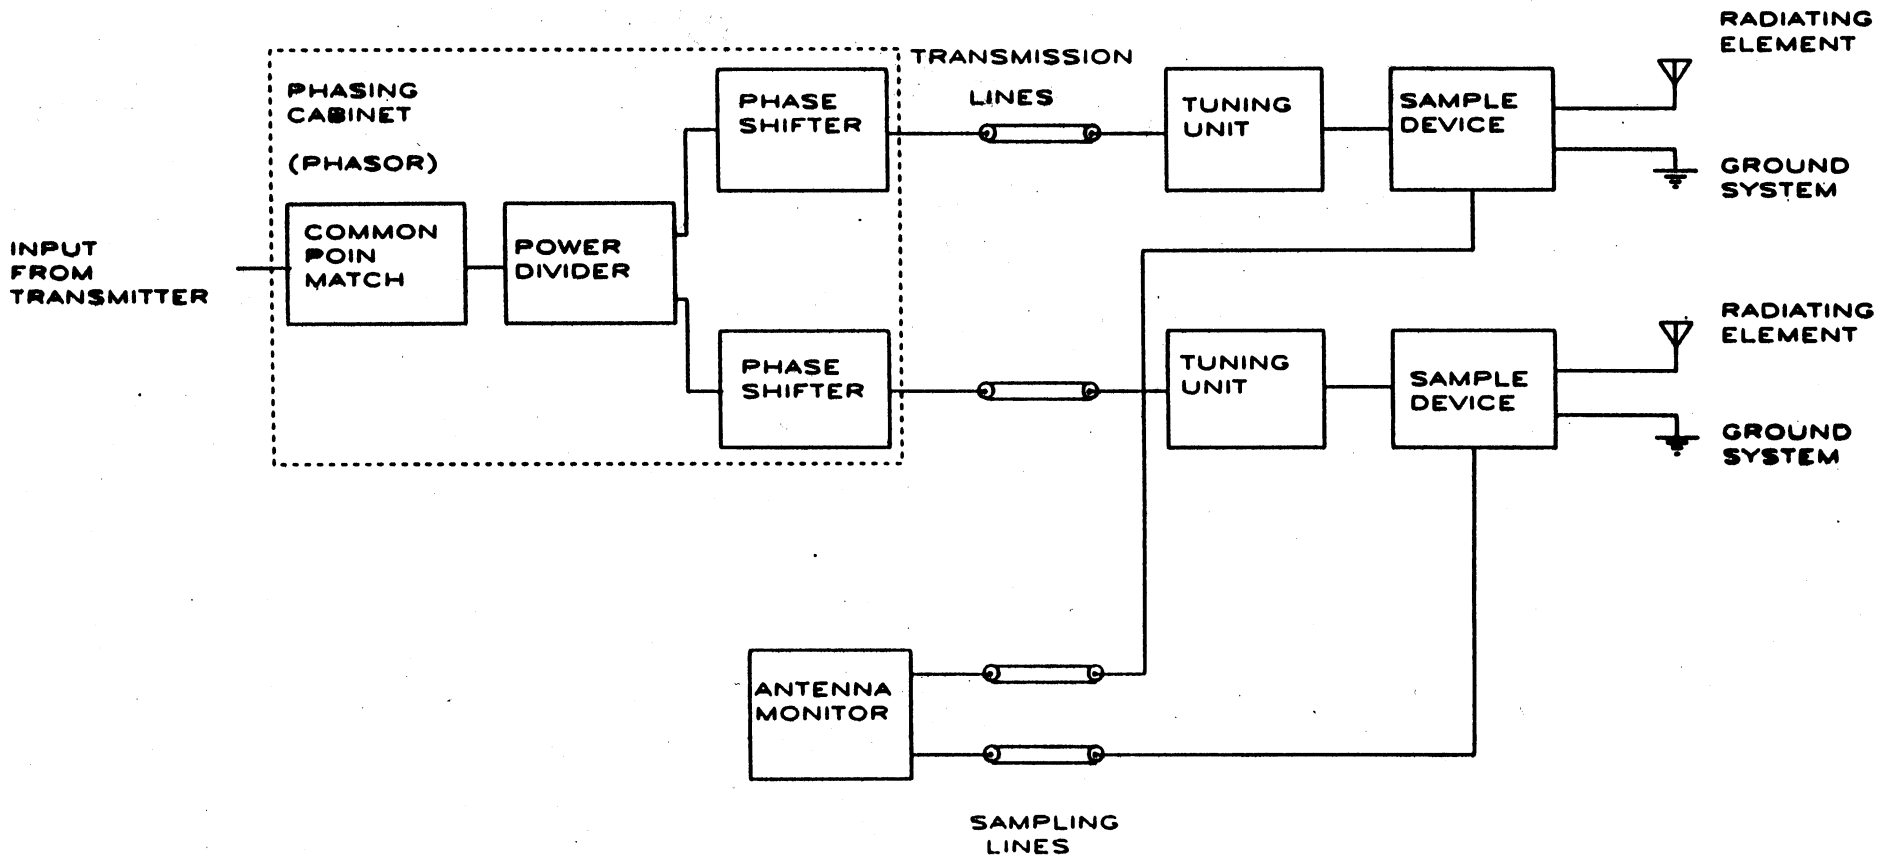 RADIATING
ELEMENT
TRANSMISSION
LINES
PHASING
CABINET
(PHASOR)
PHASE
SHIFTER
TUNING
UNIT
SAMPLE
DEVICE
GROUND
SYSTEM
INPUT
FROM
TRANSMITTER
COMMON
POIN
MATCH
POWER
DIVIDER
RADIATING
ELEMENT
PHASE
SHIFTER
TUNING
UNIT
SAMPLE
DEVICE
GROUND
SYSTEM
ANTENNA
MONITOR
SAMPLING
LINES